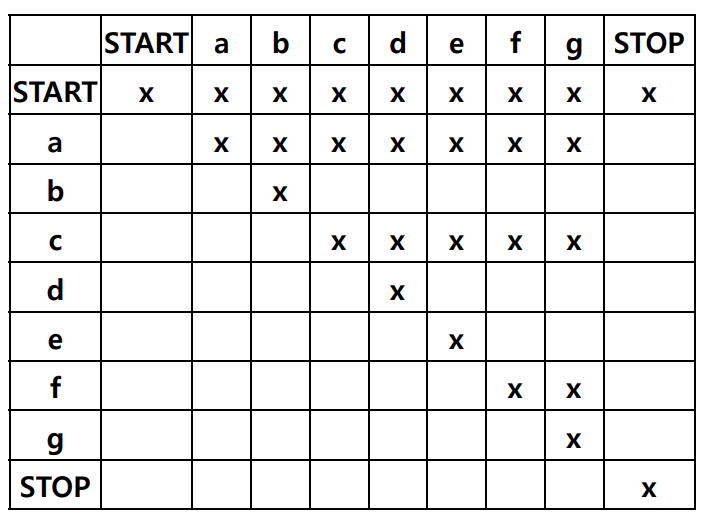 START a b c d e f g STOP
START x x x x x x x x x
a x x x x x x x
b x
c x x x x x
d x
e x
f x x
g x
STOP x